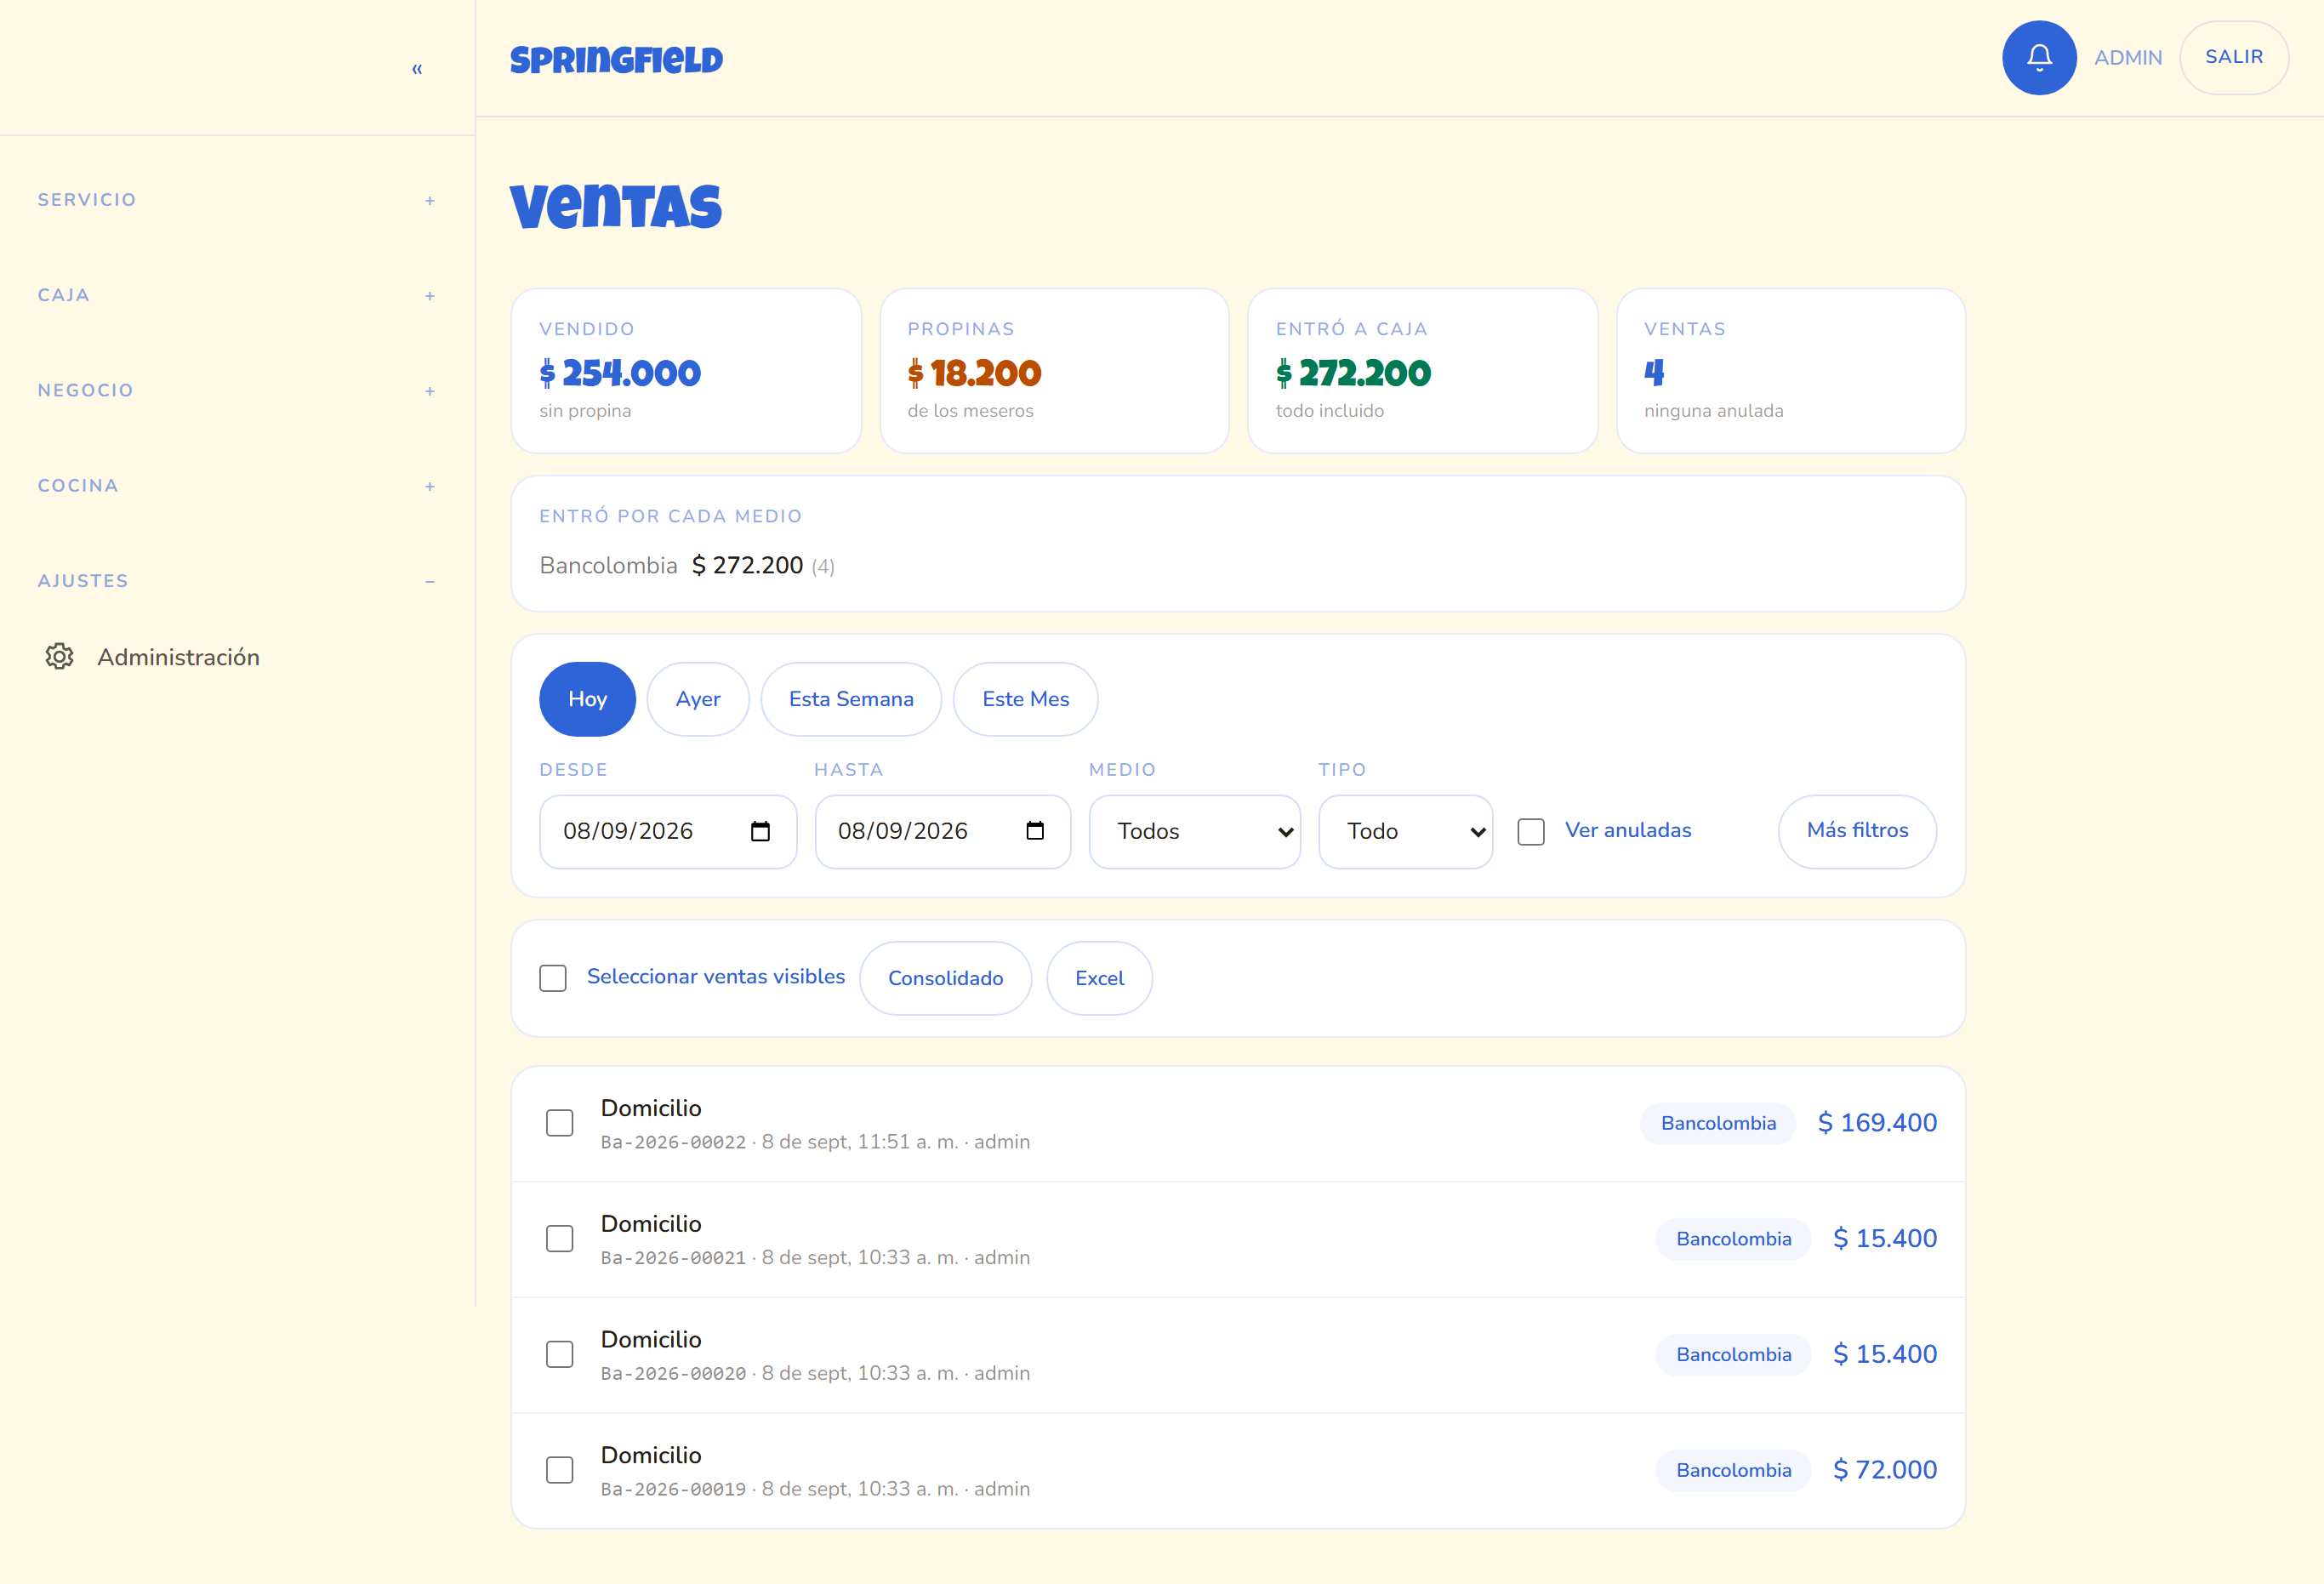 «
SPRINGFIELD
ADMIN
SALIR
SERVICIO +
CAJA +
NEGOCIO +
COCINA +
AJUSTES −
Administración
Ventas
VENDIDO
$ 254.000
sin propina
PROPINAS
$ 18.200
de los meseros
ENTRÓ A CAJA
$ 272.200
todo incluido
VENTAS
4
ninguna anulada
ENTRÓ POR CADA MEDIO
Bancolombia $ 272.200 (4)
Hoy Ayer Esta Semana Este Mes
DESDE HASTA MEDIO TIPO
08/09/2026 08/09/2026 Todos Todo Ver anuladas Más filtros
Seleccionar ventas visibles Consolidado Excel
Domicilio
Ba-2026-00022 · 8 de sept, 11:51 a. m. · admin
Bancolombia $ 169.400
Domicilio
Ba-2026-00021 · 8 de sept, 10:33 a. m. · admin
Bancolombia $ 15.400
Domicilio
Ba-2026-00020 · 8 de sept, 10:33 a. m. · admin
Bancolombia $ 15.400
Domicilio
Ba-2026-00019 · 8 de sept, 10:33 a. m. · admin
Bancolombia $ 72.000